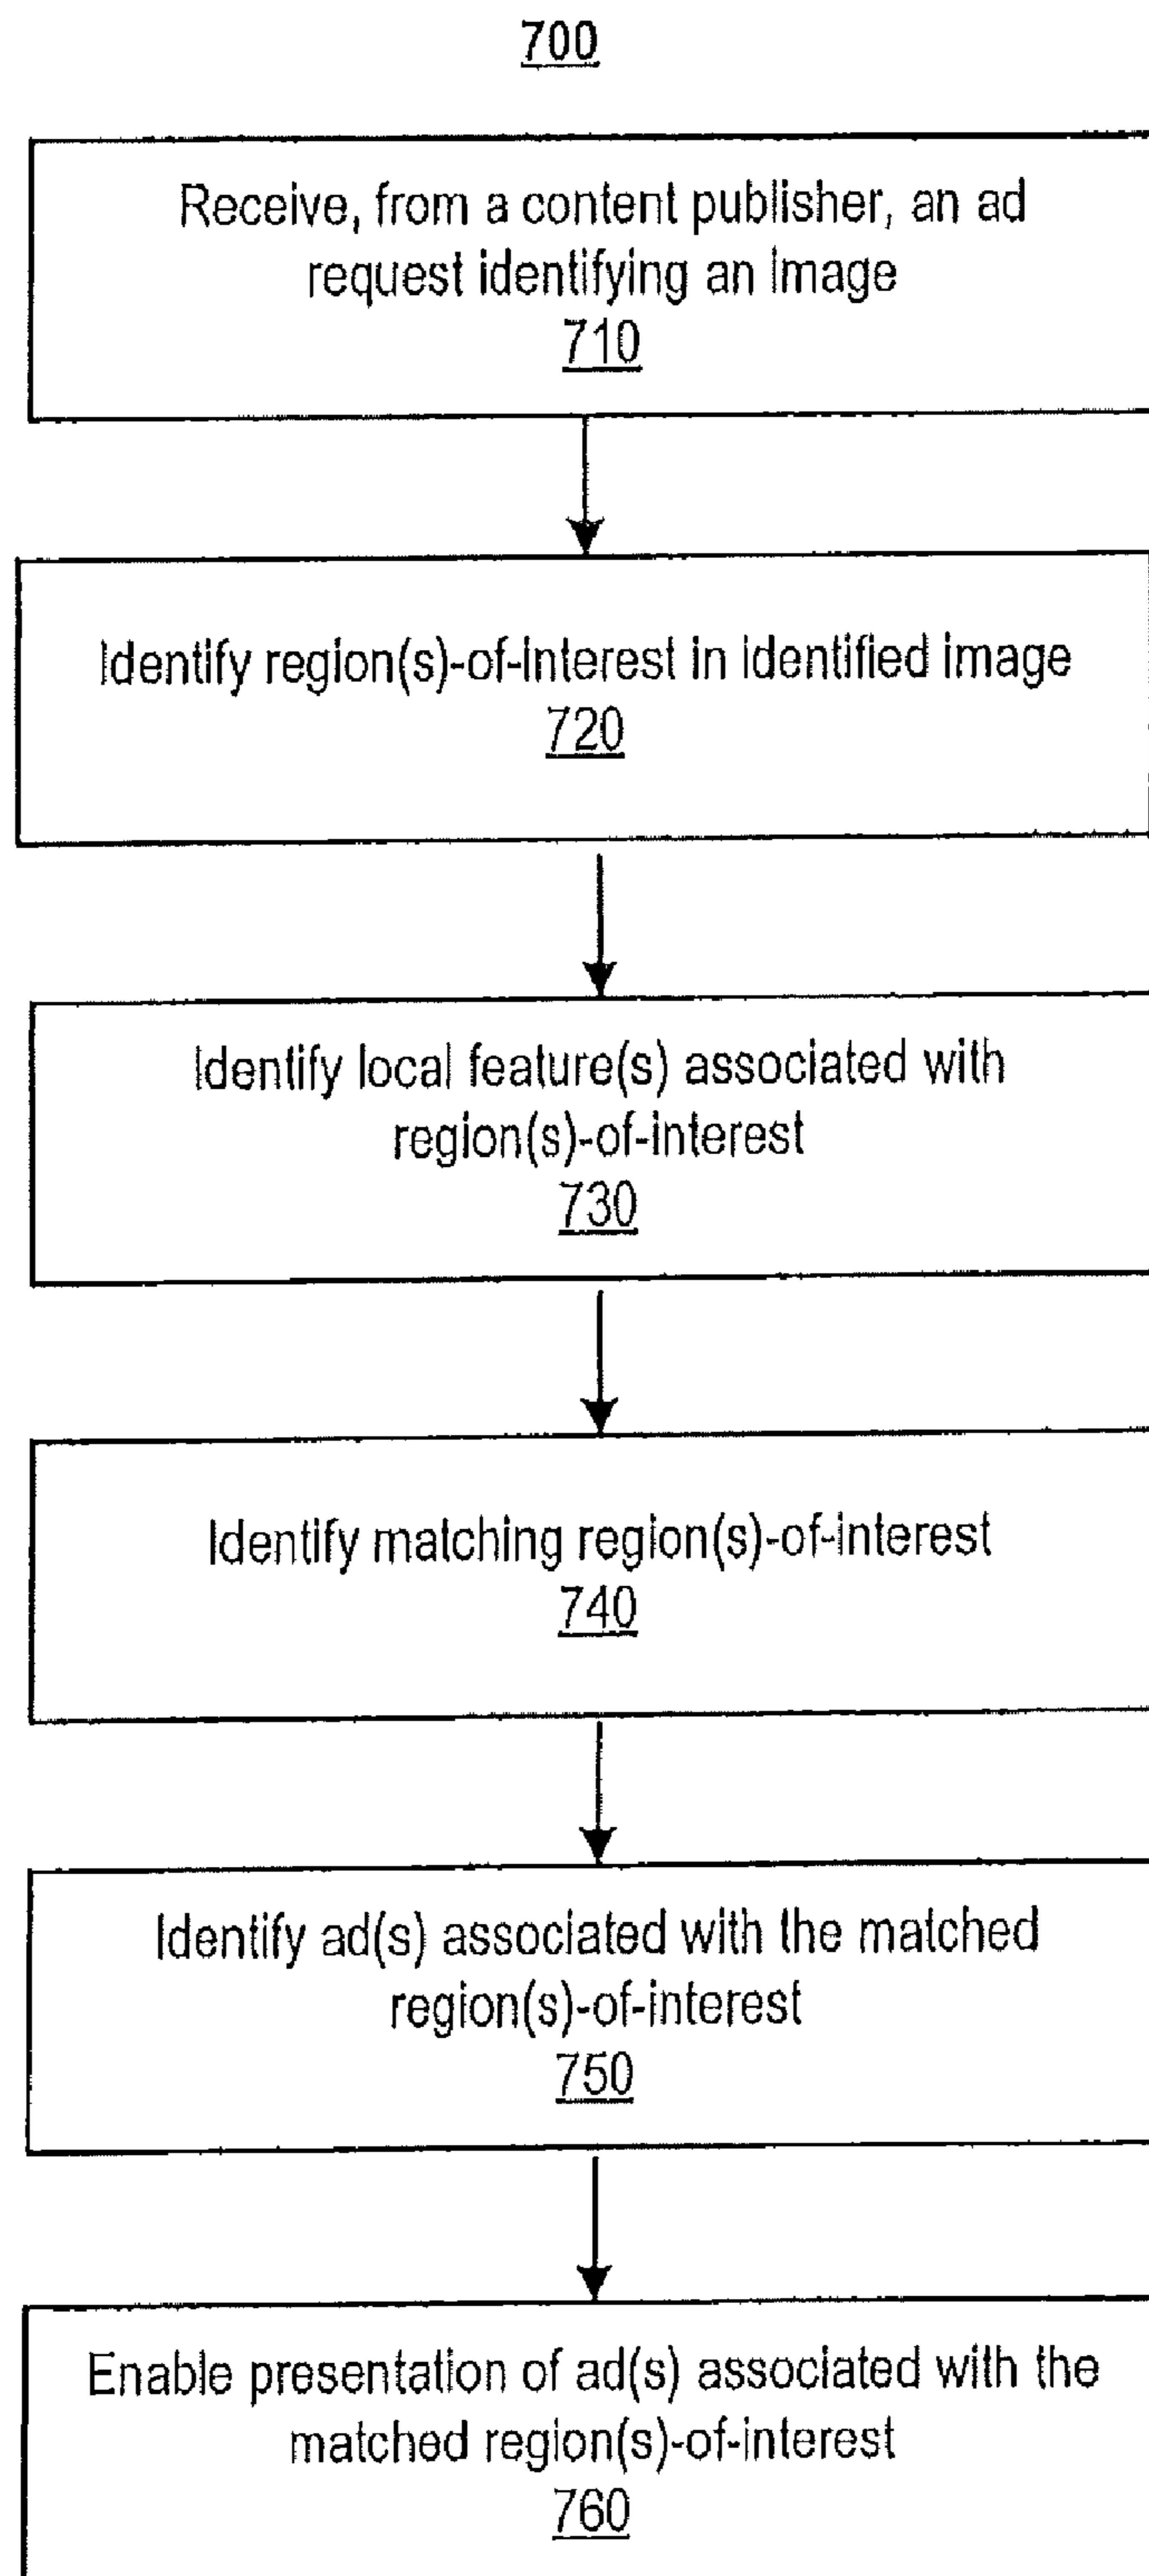 700
Receive, from a content publisher, an ad
request identifying an image
710
Identify region(s)-of-interest in identified image
720
Identify local feature(s) associated with
region(s)-of-interest
730
Identify matching region(s)-of-interest
740
Identify ad(s) associated with the matched
region(s)-of-interest
750
Enable presentation of ad(s) associated with the
matched region(s)-of-interest
760